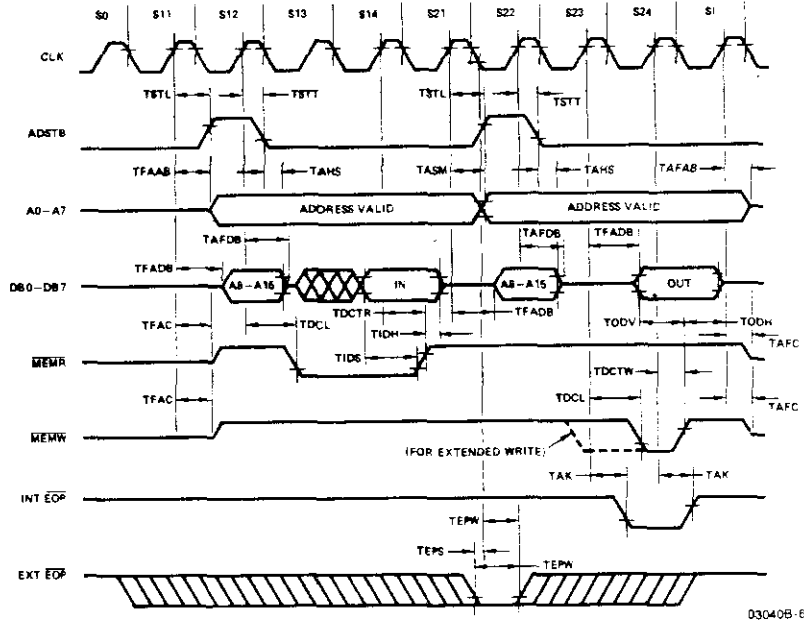 S0 S11 S12 S13 S14 S21 S22 S23 S24 SI
CLK
TSTL TSTT TSTL TSTT
ADSTB
TFAAB TAHS TASM TAHS TAFAB
A0-A7 ADDRESS VALID ADDRESS VALID
TAFDB TAFDB TFADB
TFADB
DB0-DB7 A8-A15 IN A8-A15 OUT
TDCTR TFADB
TFAC TDCL TIDH TODV TODH
TAFC
MEMR TIDS
TDCTW
TFAC TDCL TAFC
MEMW
(FOR EXTENDED WRITE)
TAK TAK
INT EOP
TEPW
TEPS TEPW
EXT EOP
03040B-6